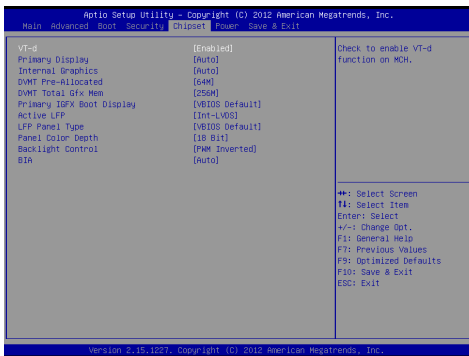 Aptio Setup Utility – Copyright (C) 2012 American Megatrends, Inc.
Main Advanced Boot Security Chipset Power Save & Exit
VT-d [Enabled]
Primary Display [Auto]
Internal Graphics [Auto]
DVMT Pre-Allocated [64M]
DVMT Total Gfx Mem [256M]
Primary IGFX Boot Display [VBIOS Default]
Active LFP [Int-LVDS]
LFP Panel Type [VBIOS Default]
Panel Color Depth [18 Bit]
Backlight Control [PWM Inverted]
BIA [Auto]
Check to enable VT-d
function on MCH.
→←: Select Screen
↑↓: Select Item
Enter: Select
+/-: Change Opt.
F1: General Help
F7: Previous Values
F9: Optimized Defaults
F10: Save & Exit
ESC: Exit
Version 2.15.1227. Copyright (C) 2012 American Megatrends, Inc.